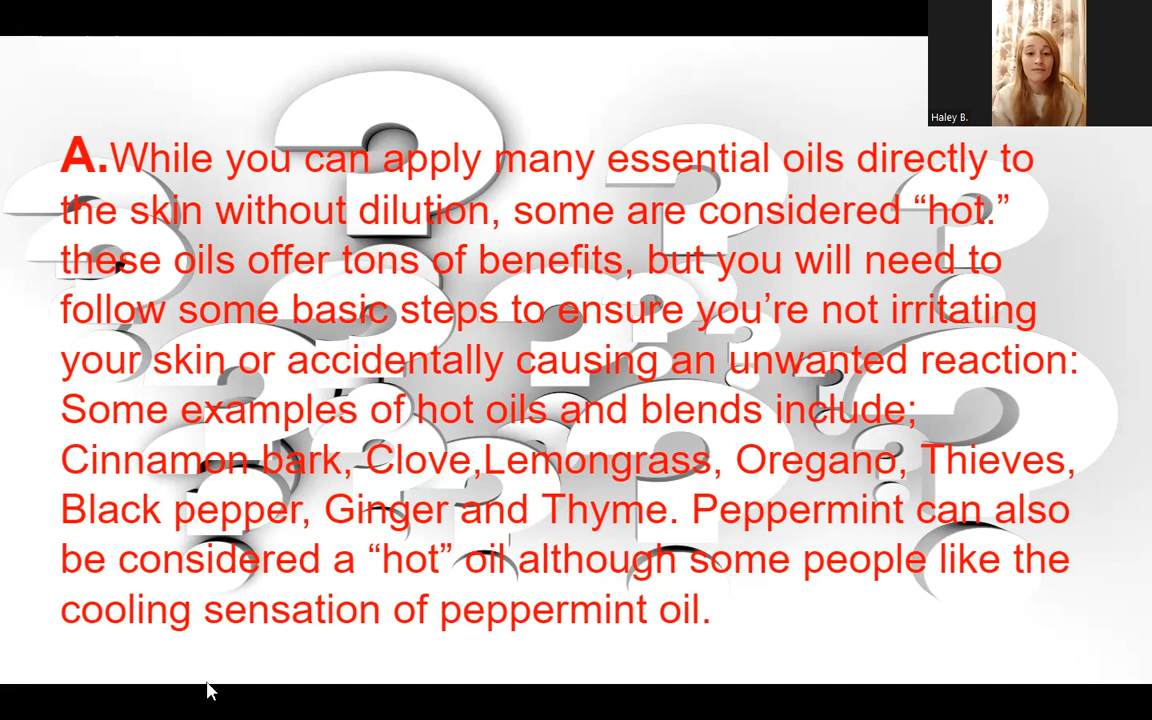 Haley B.
A.While you can apply many essential oils directly to
the skin without dilution, some are considered “hot.”
these oils offer tons of benefits, but you will need to
follow some basic steps to ensure you’re not irritating
your skin or accidentally causing an unwanted reaction:
Some examples of hot oils and blends include;
Cinnamon bark, Clove,Lemongrass, Oregano, Thieves,
Black pepper, Ginger and Thyme. Peppermint can also
be considered a “hot” oil although some people like the
cooling sensation of peppermint oil.